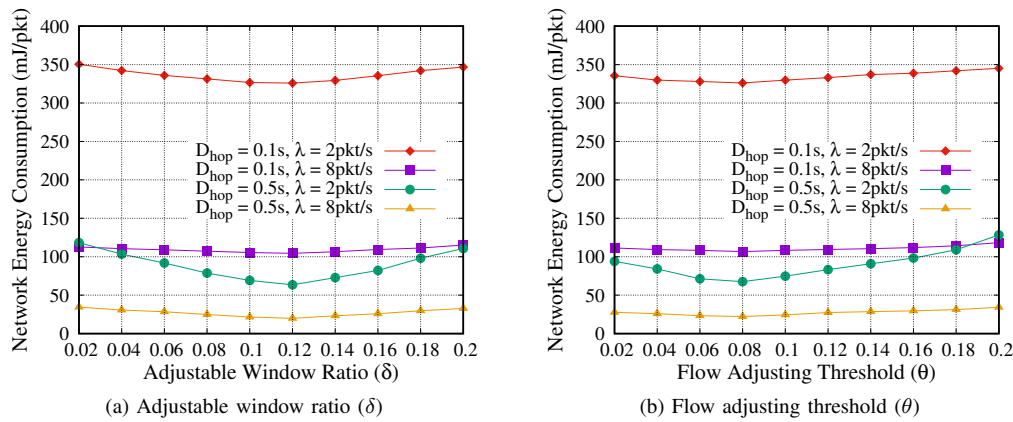 Network Energy Consumption (mJ/pkt)
400
350
300
250
200
150
100
50
0
D_hop = 0.1s, λ = 2pkt/s
D_hop = 0.1s, λ = 8pkt/s
D_hop = 0.5s, λ = 2pkt/s
D_hop = 0.5s, λ = 8pkt/s
0.02 0.04 0.06 0.08 0.1 0.12 0.14 0.16 0.18 0.2
Adjustable Window Ratio (δ)
(a) Adjustable window ratio (δ)
Network Energy Consumption (mJ/pkt)
400
350
300
250
200
150
100
50
0
D_hop = 0.1s, λ = 2pkt/s
D_hop = 0.1s, λ = 8pkt/s
D_hop = 0.5s, λ = 2pkt/s
D_hop = 0.5s, λ = 8pkt/s
0.02 0.04 0.06 0.08 0.1 0.12 0.14 0.16 0.18 0.2
Flow Adjusting Threshold (θ)
(b) Flow adjusting threshold (θ)